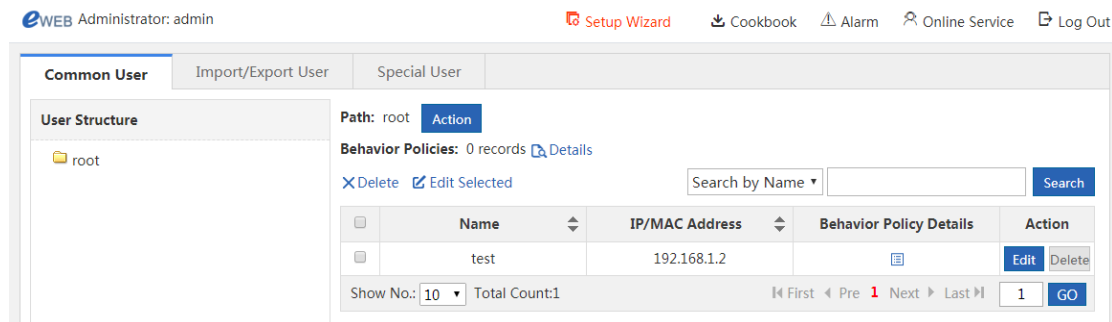 eWEB Administrator: admin Setup Wizard Cookbook Alarm Online Service Log Out
Common User Import/Export User Special User
User Structure
root
Path: root Action
Behavior Policies: 0 records Details
Delete Edit Selected Search by Name Search
Name IP/MAC Address Behavior Policy Details Action
test 192.168.1.2 Edit Delete
Show No.: 10 Total Count:1 First Pre 1 Next Last 1 GO